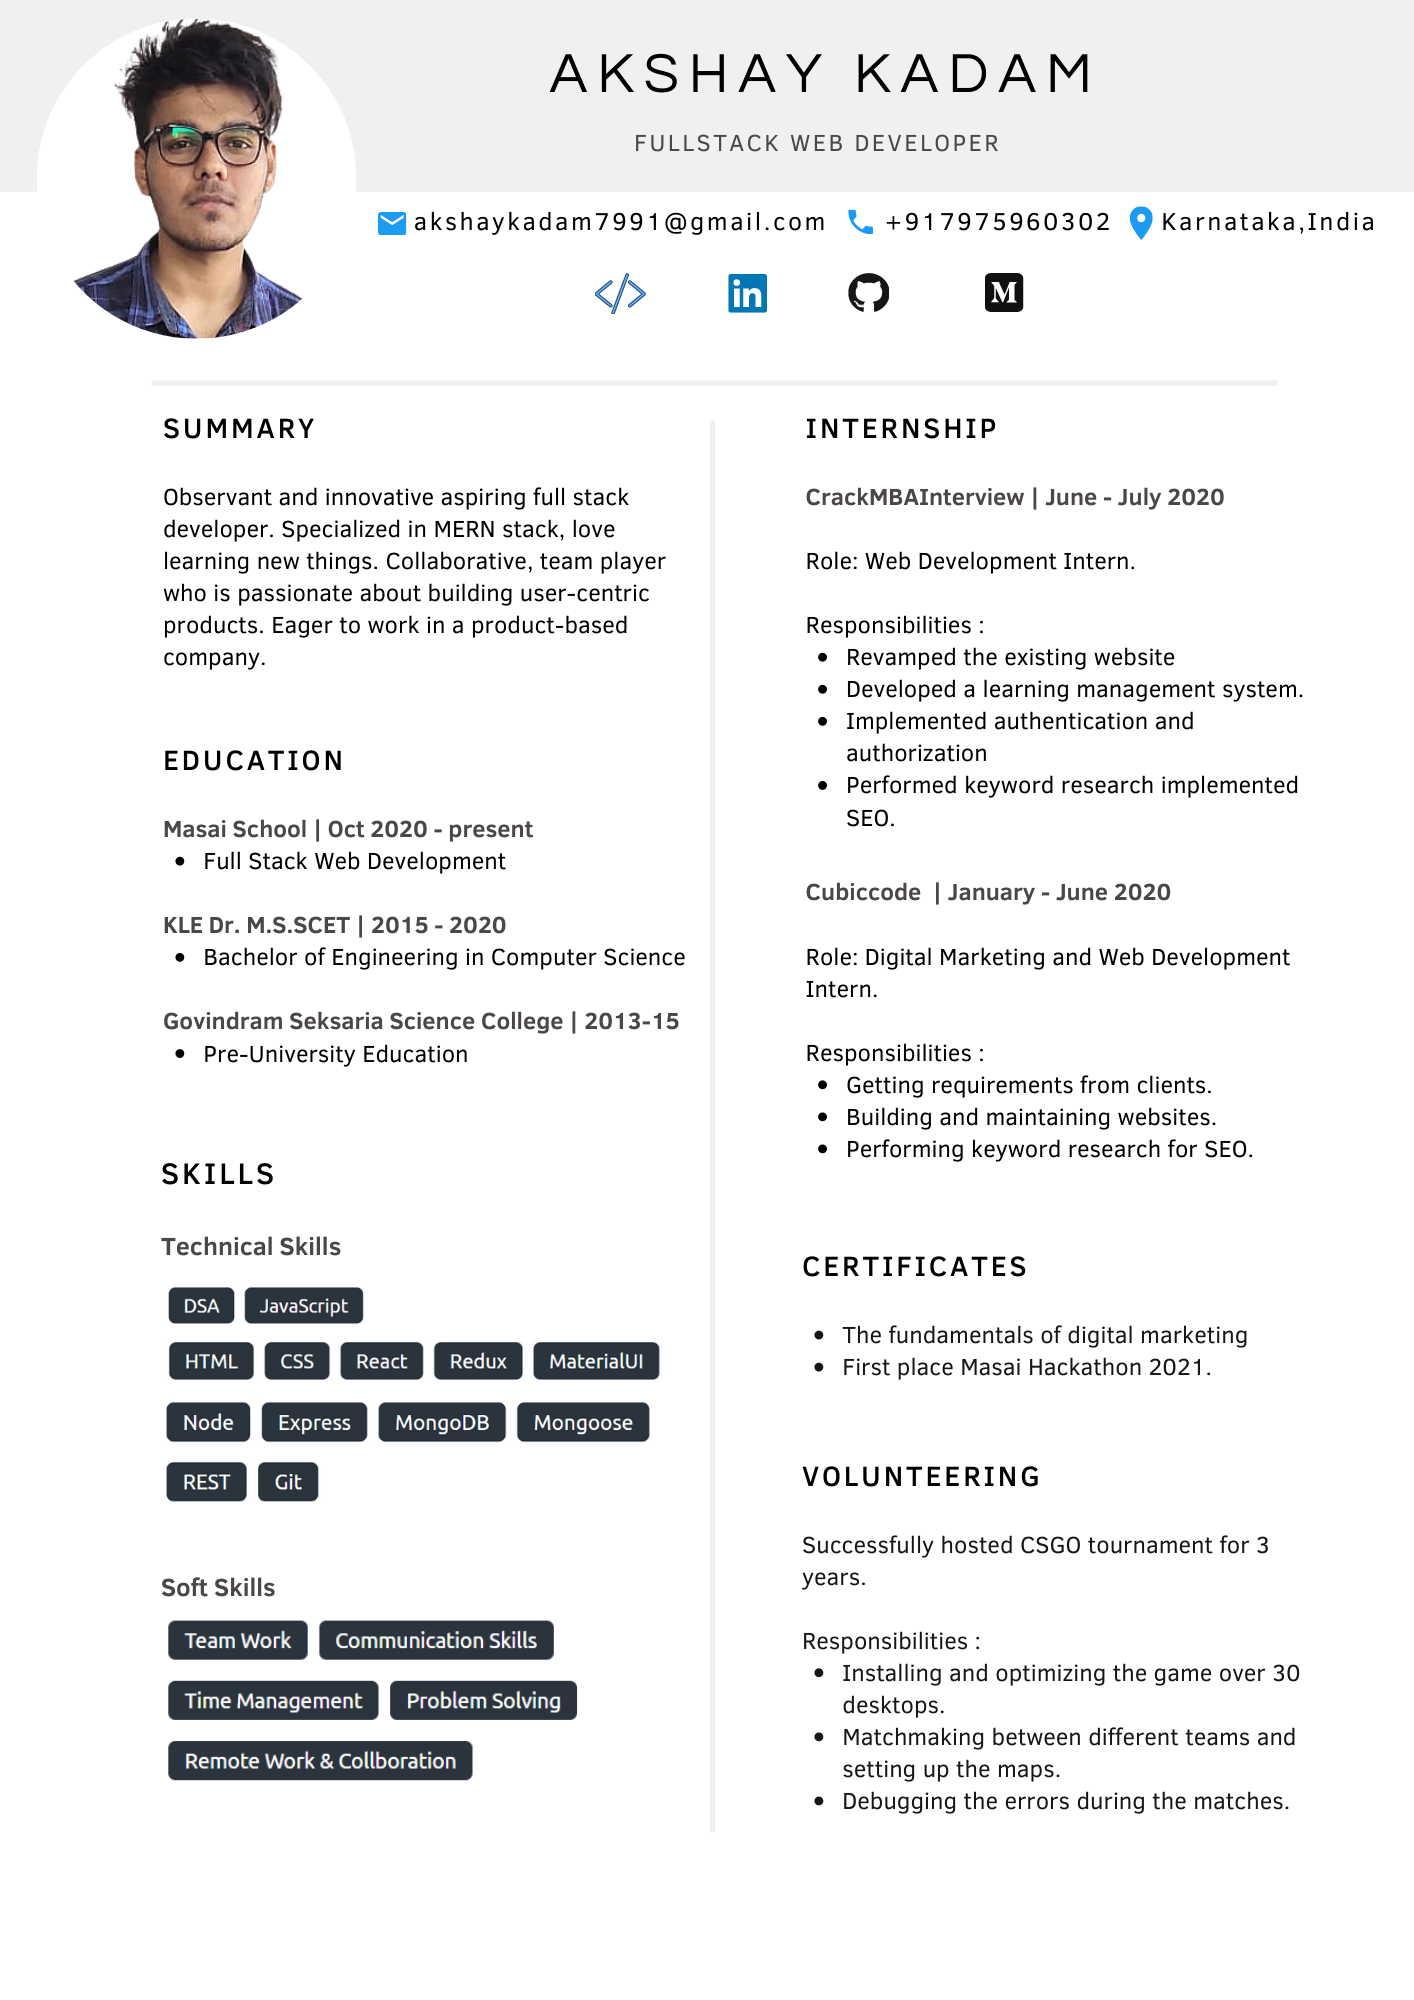 AKSHAY KADAM
FULLSTACK WEB DEVELOPER
akshaykadam7991@gmail.com +917975960302 Karnataka,India
</>
in
M
SUMMARY
Observant and innovative aspiring full stack
developer. Specialized in MERN stack, love
learning new things. Collaborative, team player
who is passionate about building user-centric
products. Eager to work in a product-based
company.
EDUCATION
Masai School | Oct 2020 - present
• Full Stack Web Development
KLE Dr. M.S.SCET | 2015 - 2020
• Bachelor of Engineering in Computer Science
Govindram Seksaria Science College | 2013-15
• Pre-University Education
SKILLS
Technical Skills
DSA JavaScript
HTML CSS React Redux MaterialUI
Node Express MongoDB Mongoose
REST Git
Soft Skills
Team Work Communication Skills
Time Management Problem Solving
Remote Work & Collboration
INTERNSHIP
CrackMBAInterview | June - July 2020
Role: Web Development Intern.
Responsibilities :
• Revamped the existing website
• Developed a learning management system.
• Implemented authentication and
authorization
• Performed keyword research implemented
SEO.
Cubiccode | January - June 2020
Role: Digital Marketing and Web Development
Intern.
Responsibilities :
• Getting requirements from clients.
• Building and maintaining websites.
• Performing keyword research for SEO.
CERTIFICATES
• The fundamentals of digital marketing
• First place Masai Hackathon 2021.
VOLUNTEERING
Successfully hosted CSGO tournament for 3
years.
Responsibilities :
• Installing and optimizing the game over 30
desktops.
• Matchmaking between different teams and
setting up the maps.
• Debugging the errors during the matches.